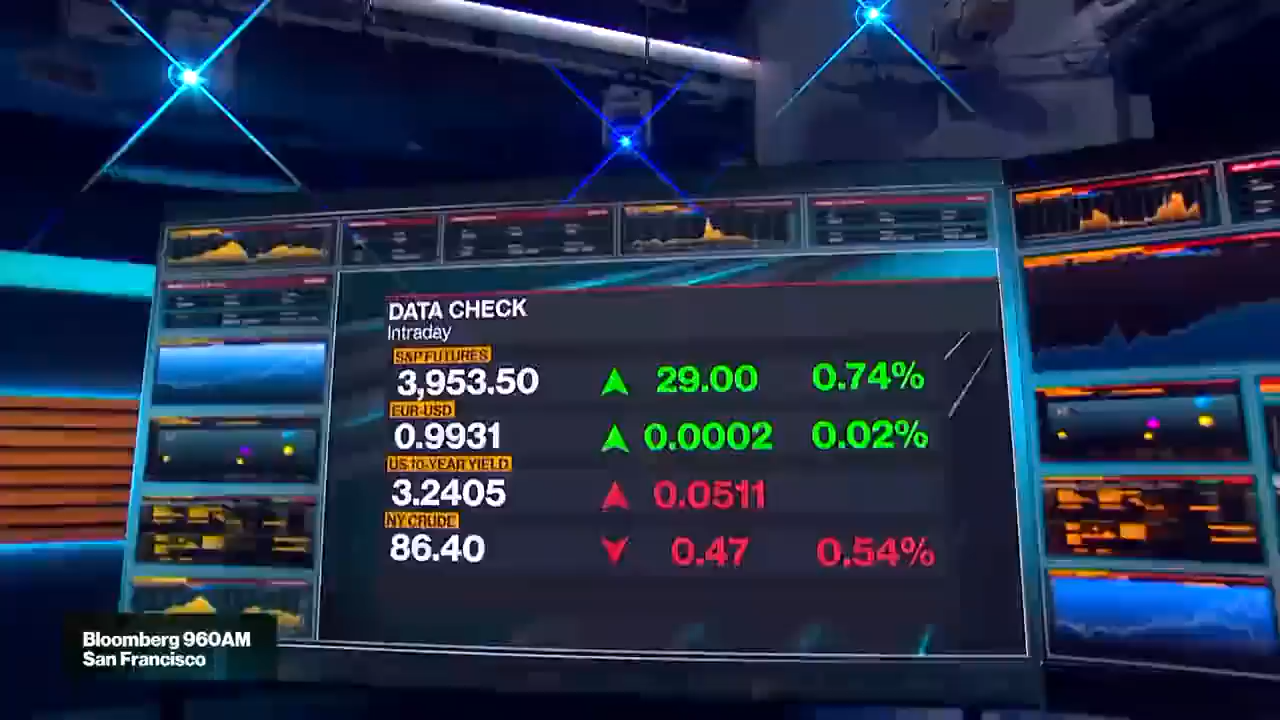 DATA CHECK
Intraday
S&P FUTURES
3,953.50 29.00 0.74%
EUR-USD
0.9931 0.0002 0.02%
US 10-YEAR YIELD
3.2405 0.0511
NY CRUDE
86.40 0.47 0.54%
Bloomberg 960AM
San Francisco